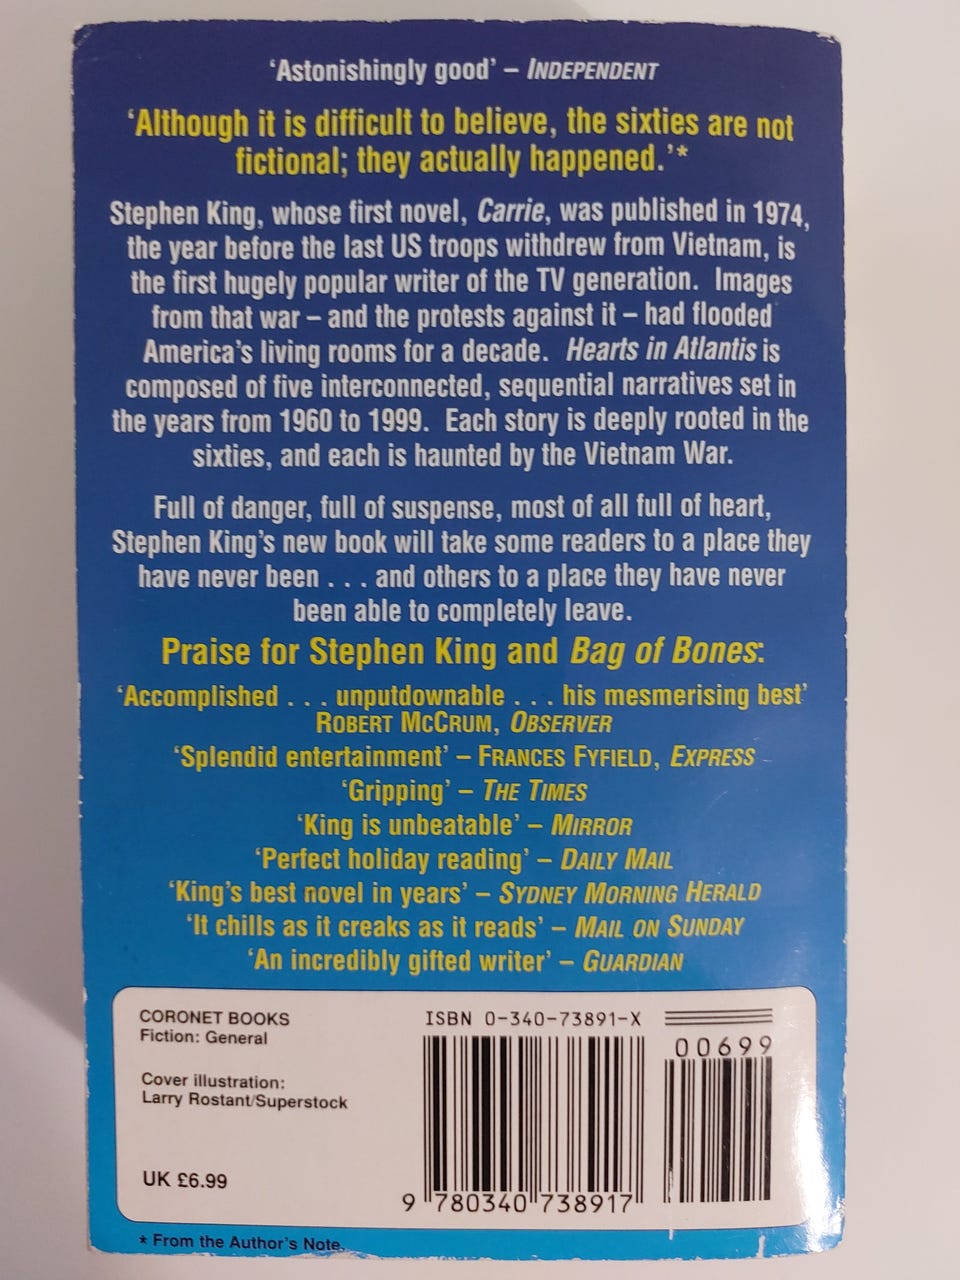 ‘Astonishingly good’ – INDEPENDENT
‘Although it is difficult to believe, the sixties are not
fictional; they actually happened.’*
Stephen King, whose first novel, Carrie, was published in 1974,
the year before the last US troops withdrew from Vietnam, is
the first hugely popular writer of the TV generation. Images
from that war – and the protests against it – had flooded
America’s living rooms for a decade. Hearts in Atlantis is
composed of five interconnected, sequential narratives set in
the years from 1960 to 1999. Each story is deeply rooted in the
sixties, and each is haunted by the Vietnam War.
Full of danger, full of suspense, most of all full of heart,
Stephen King’s new book will take some readers to a place they
have never been . . . and others to a place they have never
been able to completely leave.
Praise for Stephen King and Bag of Bones:
‘Accomplished . . . unputdownable . . . his mesmerising best’
ROBERT MCCRUM, OBSERVER
‘Splendid entertainment’ – FRANCES FYFIELD, EXPRESS
‘Gripping’ – THE TIMES
‘King is unbeatable’ – MIRROR
‘Perfect holiday reading’ – DAILY MAIL
‘King’s best novel in years’ – SYDNEY MORNING HERALD
‘It chills as it creaks as it reads’ – MAIL ON SUNDAY
‘An incredibly gifted writer’ – GUARDIAN
CORONET BOOKS
Fiction: General
Cover illustration:
Larry Rostant/Superstock
UK £6.99
ISBN 0-340-73891-X
00699
9 780340 738917
* From the Author’s Note.